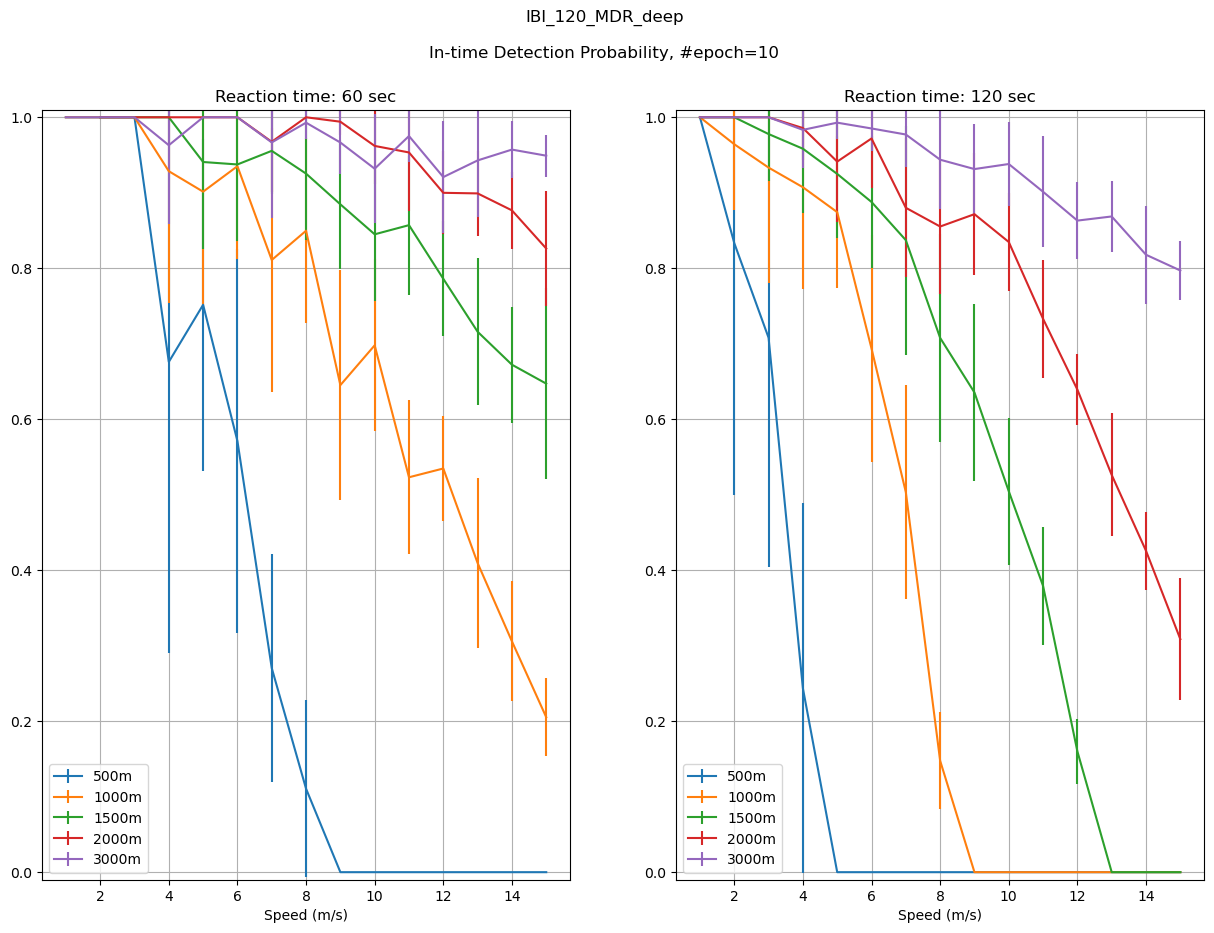 IBI_120_MDR_deep
In-time Detection Probability, #epoch=10
Reaction time: 60 sec
1.0
0.8
0.6
0.4
0.2
0.0
500m
1000m
1500m
2000m
3000m
2 4 6 8 10 12 14
Speed (m/s)
Reaction time: 120 sec
1.0
0.8
0.6
0.4
0.2
0.0
500m
1000m
1500m
2000m
3000m
2 4 6 8 10 12 14
Speed (m/s)